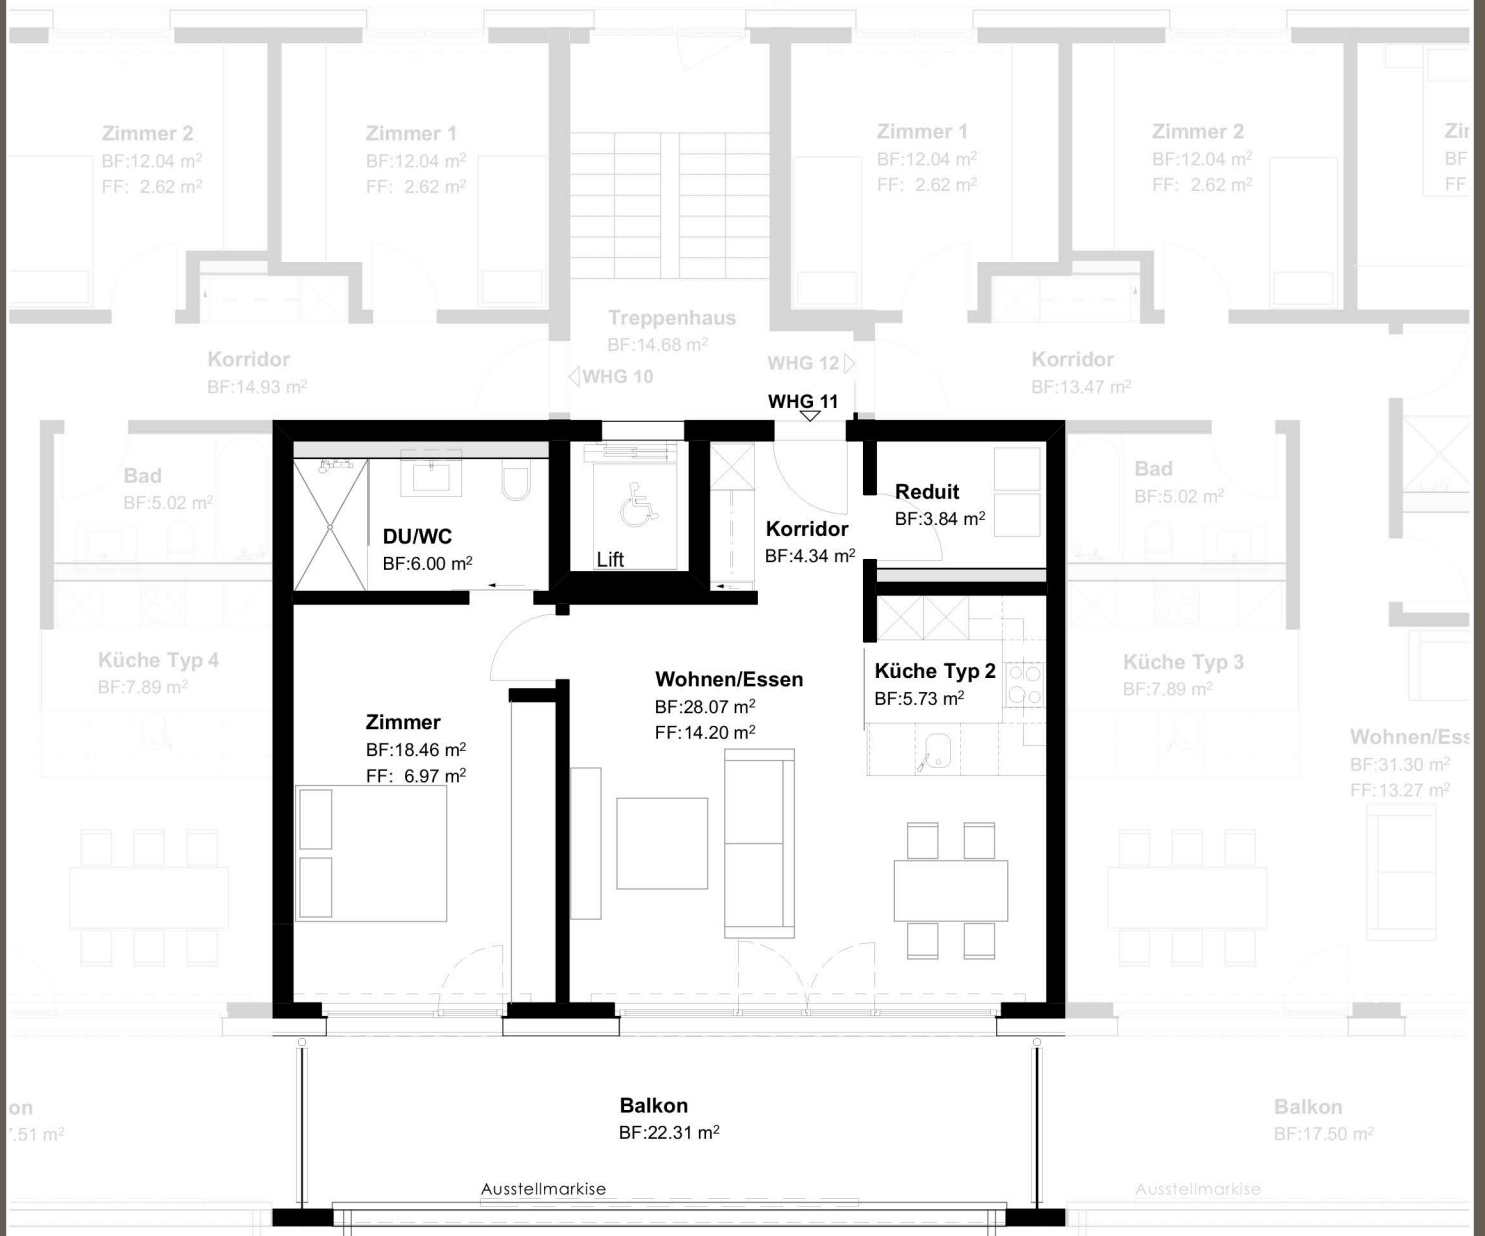 Zimmer 2
BF:12.04 m²
FF: 2.62 m²
Zimmer 1
BF:12.04 m²
FF: 2.62 m²
Zimmer 1
BF:12.04 m²
FF: 2.62 m²
Zimmer 2
BF:12.04 m²
FF: 2.62 m²
BF
FF
Treppenhaus
BF:14.68 m²
WHG 10
WHG 12
WHG 11
Korridor
BF:14.93 m²
Korridor
BF:13.47 m²
Bad
BF:5.02 m²
DU/WC
BF:6.00 m²
Lift
Korridor
BF:4.34 m²
Reduit
BF:3.84 m²
Bad
BF:5.02 m²
Küche Typ 4
BF:7.89 m²
Zimmer
BF:18.46 m²
FF: 6.97 m²
Wohnen/Essen
BF:28.07 m²
FF:14.20 m²
Küche Typ 2
BF:5.73 m²
Küche Typ 3
BF:7.89 m²
Wohnen/Ess
BF:31.30 m²
FF:13.27 m²
on
.51 m²
Balkon
BF:22.31 m²
Balkon
BF:17.50 m²
Ausstellmarkise
Ausstellmarkise